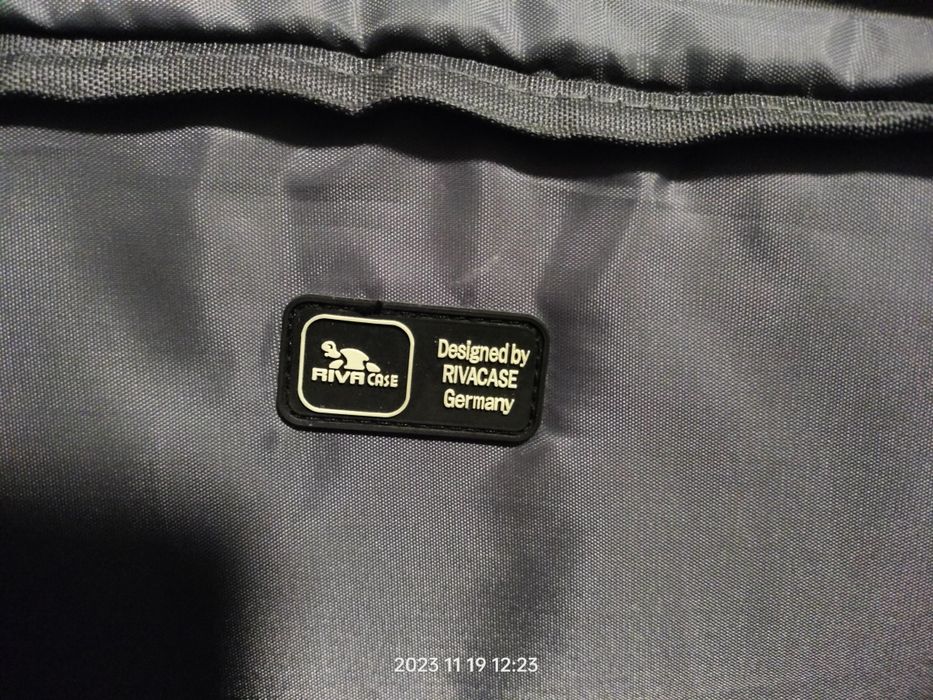 RIVA CASE
Designed by
RIVACASE
Germany
2023 11 19 12:23